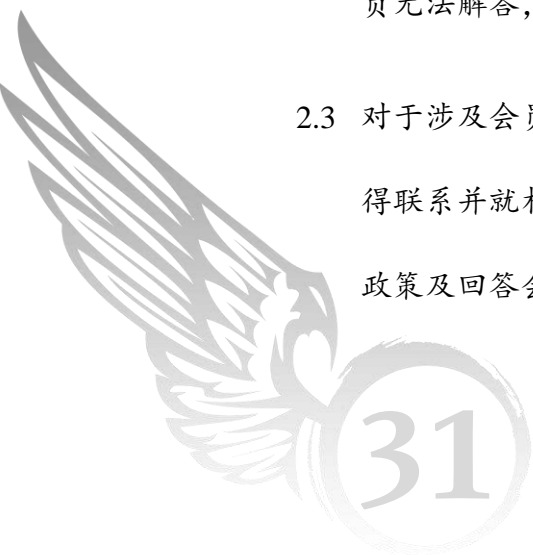 员无法解答,
2.3 对于涉及会员
得联系并就相
政策及回答会
31